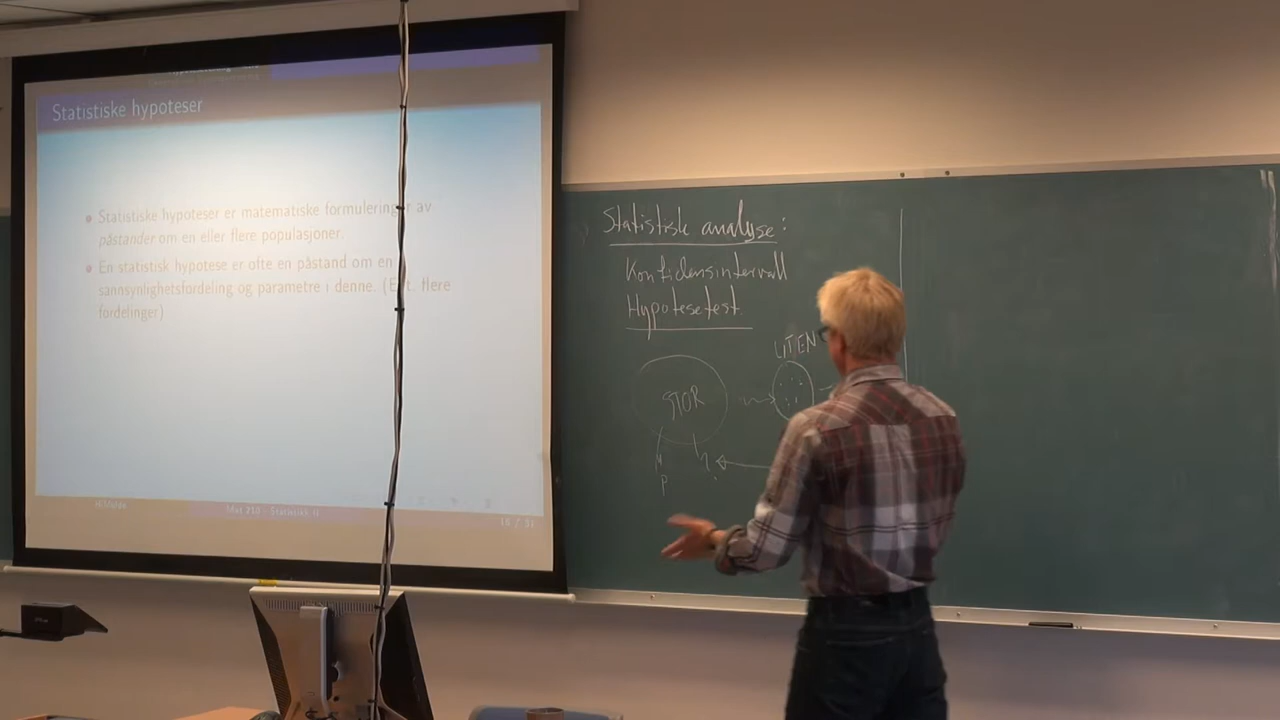 Statistiske hypoteser
Statistiske hypoteser er matematiske formuleringer av
påstander om en eller flere populasjoner.
En statistisk hypotese er ofte en påstand om en
sannsynlighetsfordeling og parametre i denne. (Evt. flere
fordelinger)
Mat 210 – Statistikk II
16 / 51
Statistisk analyse:
Konfidensintervall
Hypotesetest
LITEN
STOR
μ ?
p